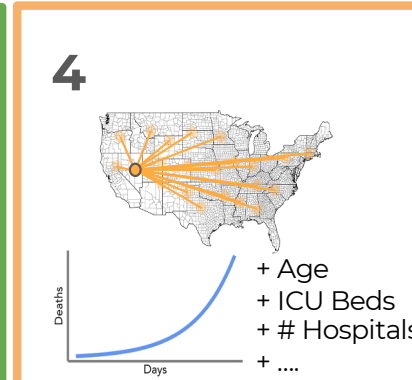 4
Deaths
Days
+ Age
+ ICU Beds
+ # Hospitals
+ ....